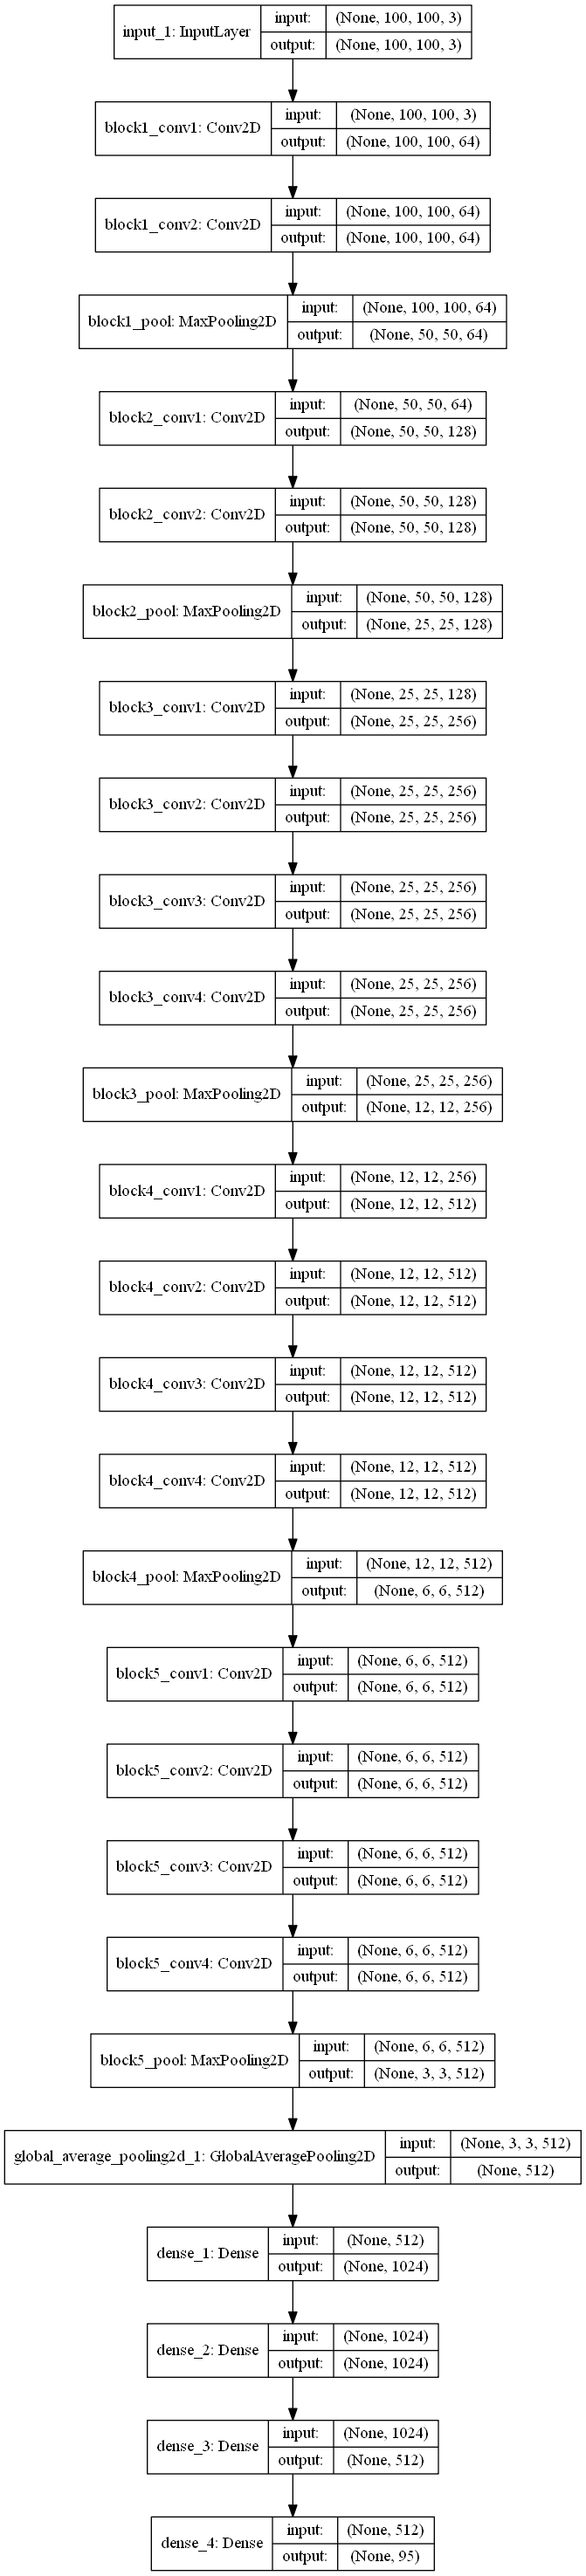 input_1: InputLayer
input: (None, 100, 100, 3)
output: (None, 100, 100, 3)
block1_conv1: Conv2D
input: (None, 100, 100, 3)
output: (None, 100, 100, 64)
block1_conv2: Conv2D
input: (None, 100, 100, 64)
output: (None, 100, 100, 64)
block1_pool: MaxPooling2D
input: (None, 100, 100, 64)
output: (None, 50, 50, 64)
block2_conv1: Conv2D
input: (None, 50, 50, 64)
output: (None, 50, 50, 128)
block2_conv2: Conv2D
input: (None, 50, 50, 128)
output: (None, 50, 50, 128)
block2_pool: MaxPooling2D
input: (None, 50, 50, 128)
output: (None, 25, 25, 128)
block3_conv1: Conv2D
input: (None, 25, 25, 128)
output: (None, 25, 25, 256)
block3_conv2: Conv2D
input: (None, 25, 25, 256)
output: (None, 25, 25, 256)
block3_conv3: Conv2D
input: (None, 25, 25, 256)
output: (None, 25, 25, 256)
block3_conv4: Conv2D
input: (None, 25, 25, 256)
output: (None, 25, 25, 256)
block3_pool: MaxPooling2D
input: (None, 25, 25, 256)
output: (None, 12, 12, 256)
block4_conv1: Conv2D
input: (None, 12, 12, 256)
output: (None, 12, 12, 512)
block4_conv2: Conv2D
input: (None, 12, 12, 512)
output: (None, 12, 12, 512)
block4_conv3: Conv2D
input: (None, 12, 12, 512)
output: (None, 12, 12, 512)
block4_conv4: Conv2D
input: (None, 12, 12, 512)
output: (None, 12, 12, 512)
block4_pool: MaxPooling2D
input: (None, 12, 12, 512)
output: (None, 6, 6, 512)
block5_conv1: Conv2D
input: (None, 6, 6, 512)
output: (None, 6, 6, 512)
block5_conv2: Conv2D
input: (None, 6, 6, 512)
output: (None, 6, 6, 512)
block5_conv3: Conv2D
input: (None, 6, 6, 512)
output: (None, 6, 6, 512)
block5_conv4: Conv2D
input: (None, 6, 6, 512)
output: (None, 6, 6, 512)
block5_pool: MaxPooling2D
input: (None, 6, 6, 512)
output: (None, 3, 3, 512)
global_average_pooling2d_1: GlobalAveragePooling2D
input: (None, 3, 3, 512)
output: (None, 512)
dense_1: Dense
input: (None, 512)
output: (None, 1024)
dense_2: Dense
input: (None, 1024)
output: (None, 1024)
dense_3: Dense
input: (None, 1024)
output: (None, 512)
dense_4: Dense
input: (None, 512)
output: (None, 95)